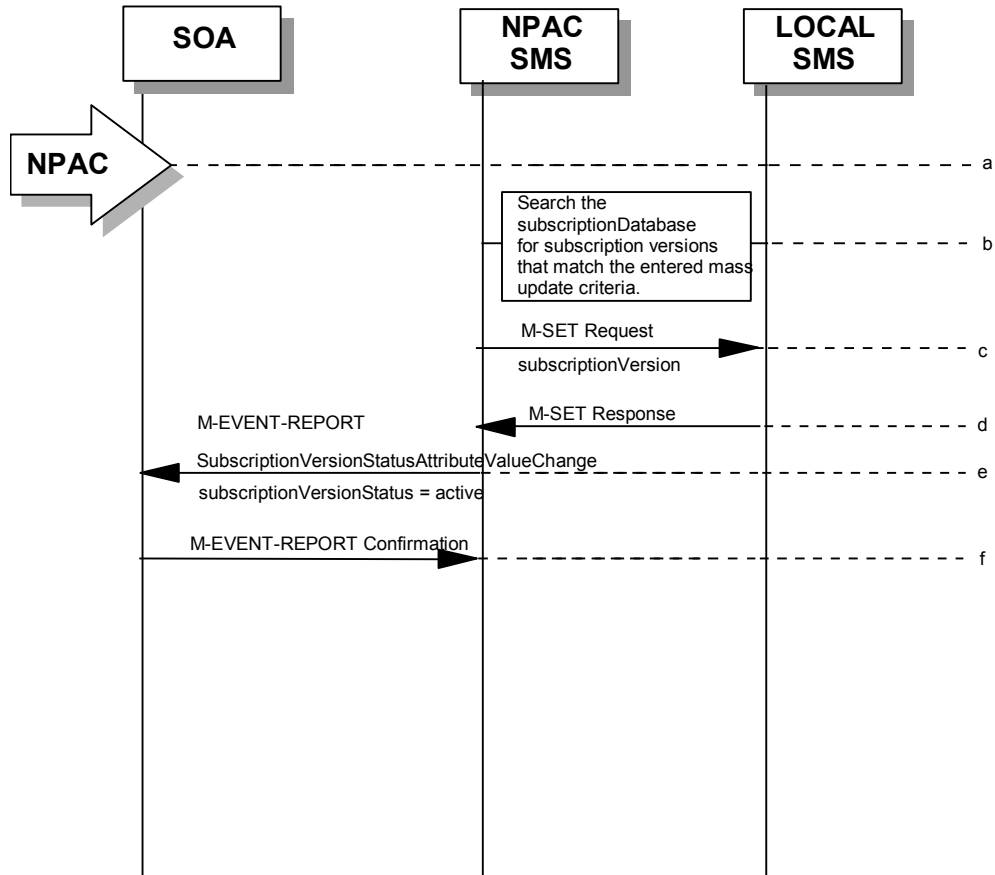 SOA
NPAC
SMS
LOCAL
SMS
NPAC
a
Search the
subscriptionDatabase
for subscription versions
that match the entered mass
update criteria.
b
M-SET Request
subscriptionVersion
c
M-SET Response
d
M-EVENT-REPORT
SubscriptionVersionStatusAttributeValueChange
subscriptionVersionStatus = active
e
M-EVENT-REPORT Confirmation
f